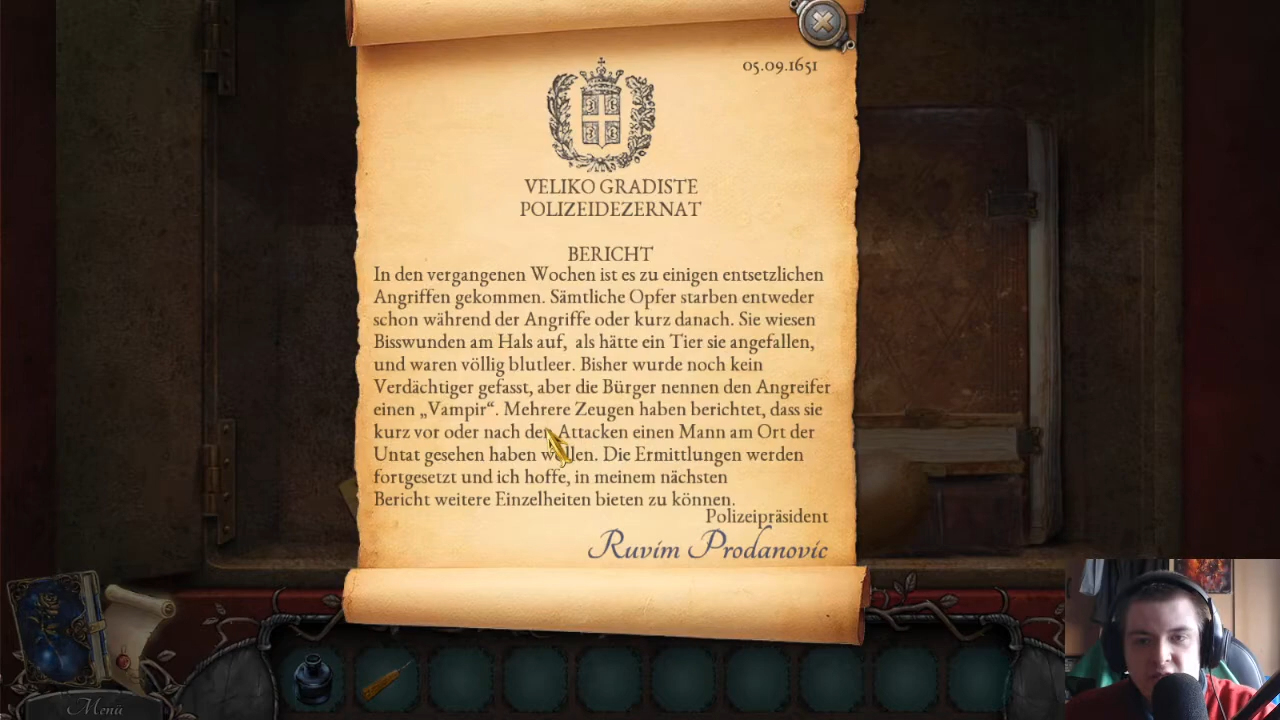 05.09.1651
VELIKO GRADISTE
POLIZEIDEZERNAT
BERICHT
In den vergangenen Wochen ist es zu einigen entsetzlichen
Angriffen gekommen. Sämtliche Opfer starben entweder
schon während der Angriffe oder kurz danach. Sie wiesen
Bisswunden am Hals auf, als hätte ein Tier sie angefallen,
und waren völlig blutleer. Bisher wurde noch kein
Verdächtiger gefasst, aber die Bürger nennen den Angreifer
einen „Vampir“. Mehrere Zeugen haben berichtet, dass sie
kurz vor oder nach den Attacken einen Mann am Ort der
Untat gesehen haben wollen. Die Ermittlungen werden
fortgesetzt und ich hoffe, in meinem nächsten
Bericht weitere Einzelheiten bieten zu können.
Polizeipräsident
Ruvim Prodanovic
Menü